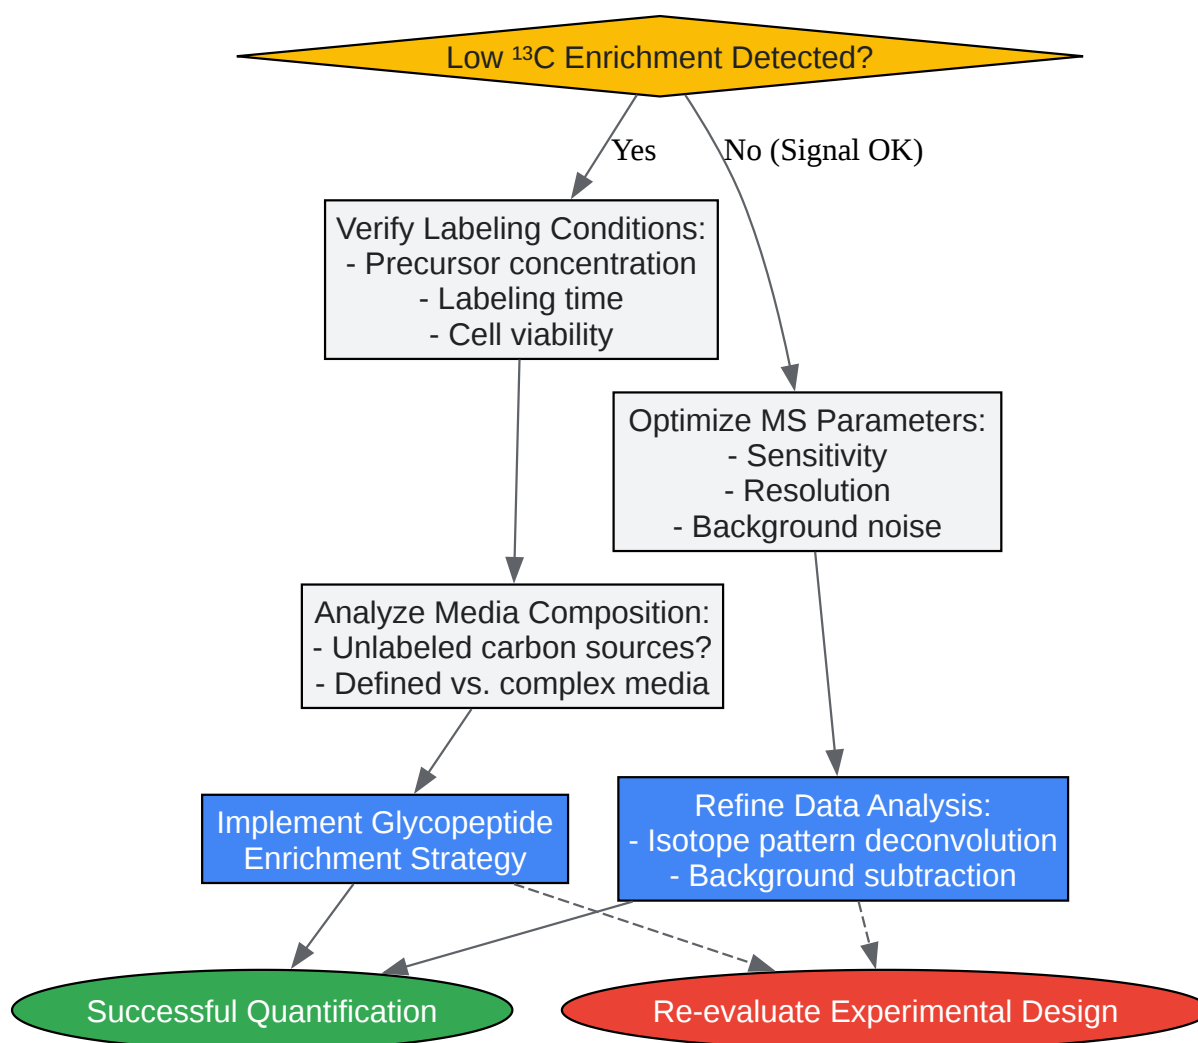 Low ¹³C Enrichment Detected?
Yes
No (Signal OK)
Verify Labeling Conditions:
- Precursor concentration
- Labeling time
- Cell viability
Optimize MS Parameters:
- Sensitivity
- Resolution
- Background noise
Analyze Media Composition:
- Unlabeled carbon sources?
- Defined vs. complex media
Implement Glycopeptide
Enrichment Strategy
Refine Data Analysis:
- Isotope pattern deconvolution
- Background subtraction
Successful Quantification
Re-evaluate Experimental Design